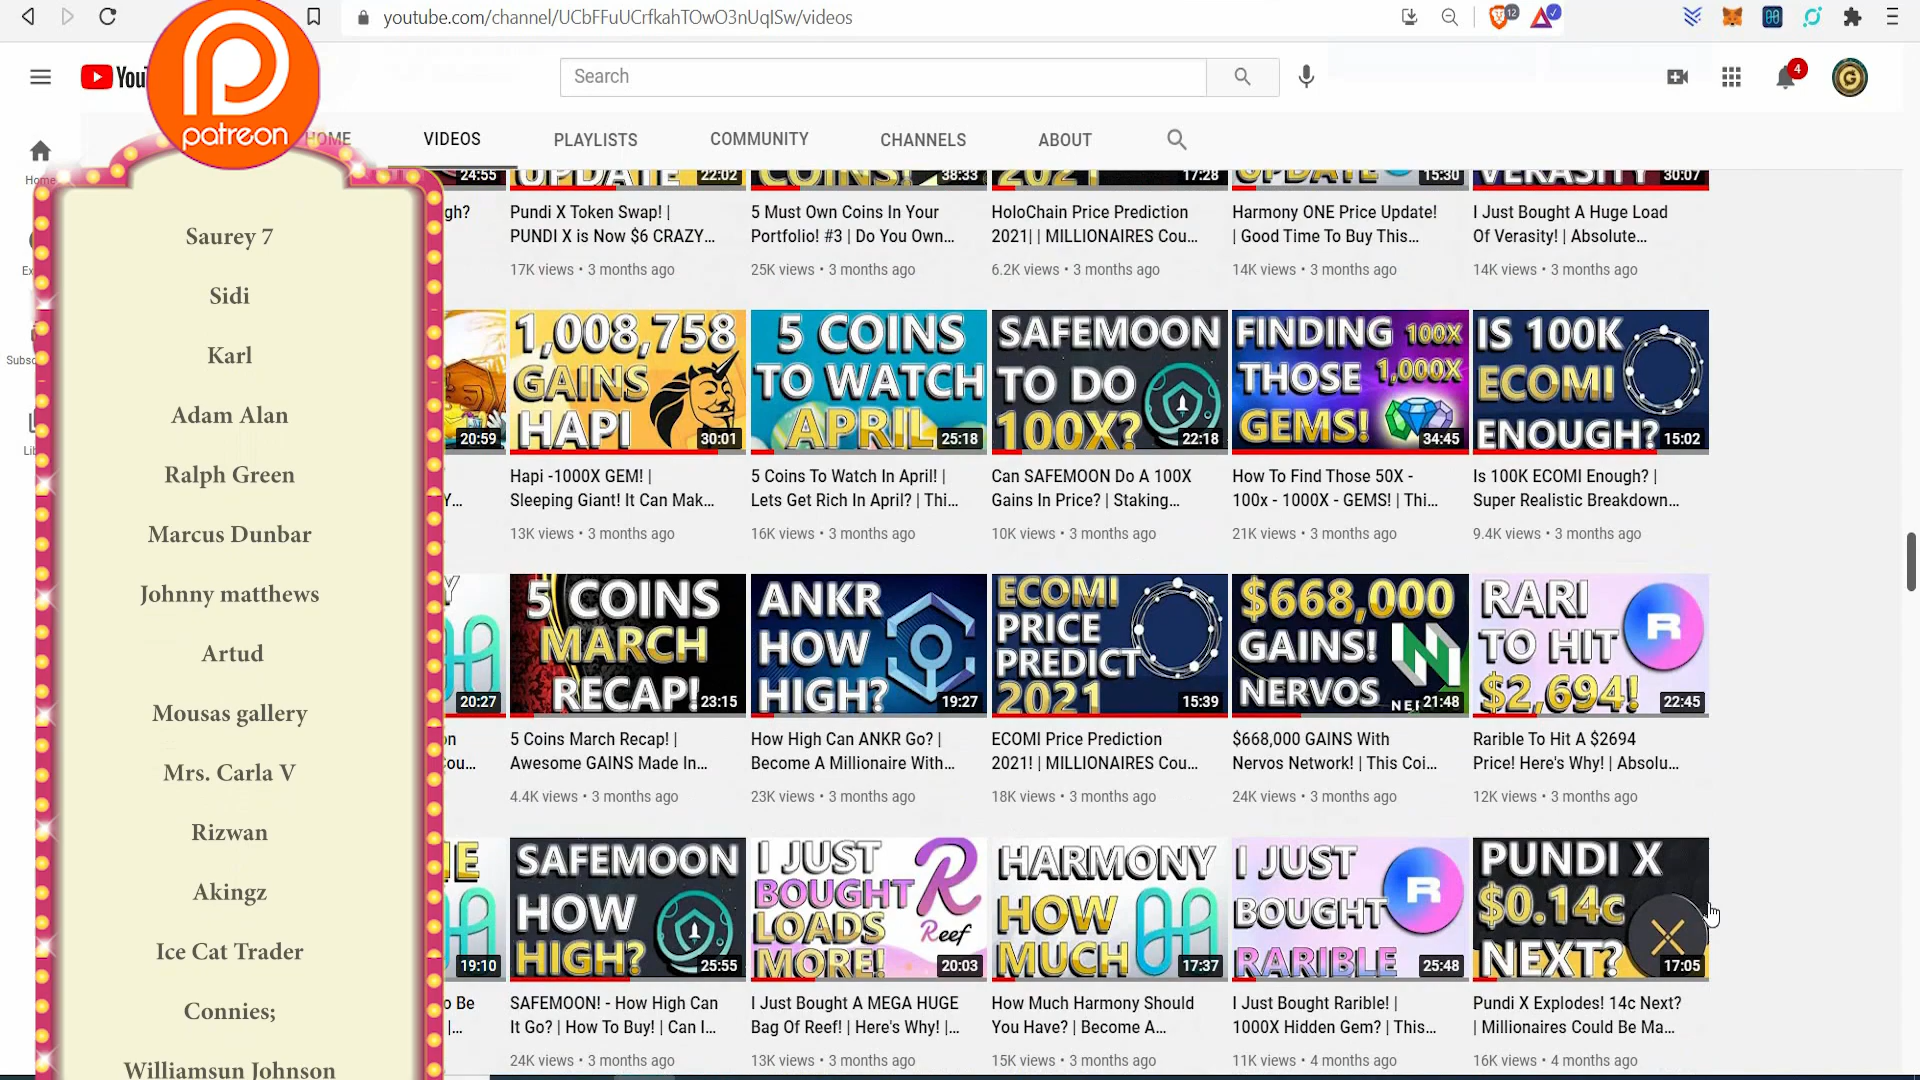 youtube.com/channel/UCbFFuUCrfkahTOwO3nUqISw/videos
12
You
Search
4
patreon
HOME
VIDEOS
PLAYLISTS
COMMUNITY
CHANNELS
ABOUT
Home
Ex
Subsc
Lib
Saurey 7
Sidi
Karl
Adam Alan
Ralph Green
Marcus Dunbar
Johnny matthews
Artud
Mousas gallery
Mrs. Carla V
Rizwan
Akingz
Ice Cat Trader
Connies;
Williamsun Johnson
24:55
gh?
UPDATE
22:02
Pundi X Token Swap! |
PUNDI X is Now $6 CRAZY...
17K views • 3 months ago
COINS!
38:33
5 Must Own Coins In Your
Portfolio! #3 | Do You Own...
25K views • 3 months ago
2021
17:28
HoloChain Price Prediction
2021| | MILLIONAIRES Cou...
6.2K views • 3 months ago
UPDATE
15:30
Harmony ONE Price Update!
| Good Time To Buy This...
14K views • 3 months ago
VERASITY
30:07
I Just Bought A Huge Load
Of Verasity! | Absolute...
14K views • 3 months ago
20:59
Y...
1,008,758
GAINS
HAPI
30:01
Hapi -1000X GEM! |
Sleeping Giant! It Can Mak...
13K views • 3 months ago
5 COINS
TO WATCH
APRIL
25:18
5 Coins To Watch In April! |
Lets Get Rich In April? | Thi...
16K views • 3 months ago
SAFEMOON
TO DO
100X?
22:18
Can SAFEMOON Do A 100X
Gains In Price? | Staking...
10K views • 3 months ago
FINDING 100X
THOSE 1,000X
GEMS!
34:45
How To Find Those 50X -
100x - 1000X - GEMS! | Thi...
21K views • 3 months ago
IS 100K
ECOMI
ENOUGH?
15:02
Is 100K ECOMI Enough? |
Super Realistic Breakdown...
9.4K views • 3 months ago
Y
20:27
on
Cou...
5 COINS
MARCH
RECAP!
23:15
5 Coins March Recap! |
Awesome GAINS Made In...
4.4K views • 3 months ago
ANKR
HOW
HIGH?
19:27
How High Can ANKR Go? |
Become A Millionaire With...
23K views • 3 months ago
ECOMI
PRICE
PREDICT
2021
15:39
ECOMI Price Prediction
2021! | MILLIONAIRES Cou...
18K views • 3 months ago
$668,000
GAINS!
NERVOS
NER
21:48
$668,000 GAINS With
Nervos Network! | This Coi...
24K views • 3 months ago
RARI
TO HIT
$2,694!
R
22:45
Rarible To Hit A $2694
Price! Here's Why! | Absolu...
12K views • 3 months ago
E
19:10
o Be
|...
SAFEMOON
HOW
HIGH?
25:55
SAFEMOON! - How High Can
It Go? | How To Buy! | Can I...
24K views • 3 months ago
I JUST
BOUGHT
LOADS
MORE!
R
Reef
20:03
I Just Bought A MEGA HUGE
Bag Of Reef! | Here's Why! |...
13K views • 3 months ago
HARMONY
HOW
MUCH
17:37
How Much Harmony Should
You Have? | Become A...
15K views • 3 months ago
I JUST
BOUGHT
RARIBLE
R
25:48
I Just Bought Rarible! |
1000X Hidden Gem? | This...
11K views • 4 months ago
PUNDI X
$0.14c
NEXT?
17:05
Pundi X Explodes! 14c Next?
| Millionaires Could Be Ma...
16K views • 4 months ago